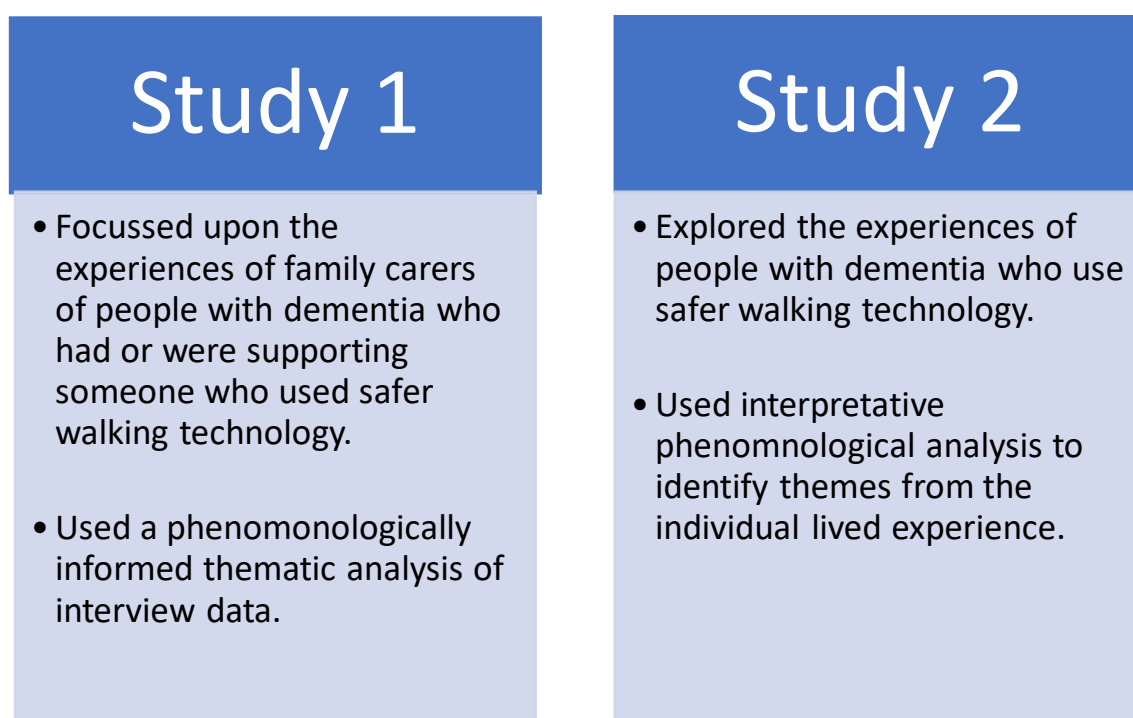 Study 1
• Focussed upon the
experiences of family carers
of people with dementia who
had or were supporting
someone who used safer
walking technology.
• Used a phenomonologically
informed thematic analysis of
interview data.
Study 2
• Explored the experiences of
people with dementia who use
safer walking technology.
• Used interpretative
phenomnological analysis to
identify themes from the
individual lived experience.